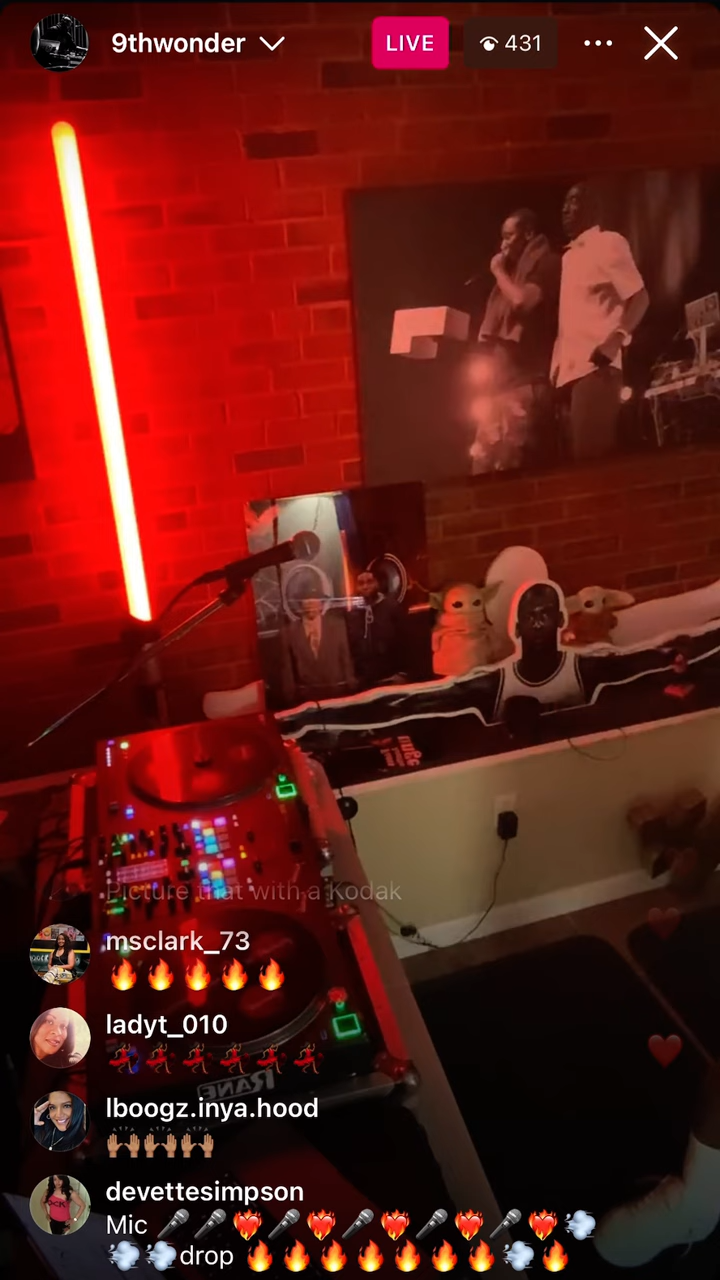 9thwonder
LIVE
431
Picture that with a Kodak
msclark_73
🔥🔥🔥🔥🔥
ladyt_010
💃🏿💃🏿💃🏿💃🏿💃🏿💃🏿
RANE
lboogz.inya.hood
🙌🏽🙌🏽🙌🏽
devettesimpson
Mic 🎤🎤❤️‍🔥🎤❤️‍🔥🎤❤️‍🔥🎤❤️‍🔥🎤❤️‍🔥💨
💨💨drop 🔥🔥🔥🔥🔥🔥🔥💨🔥